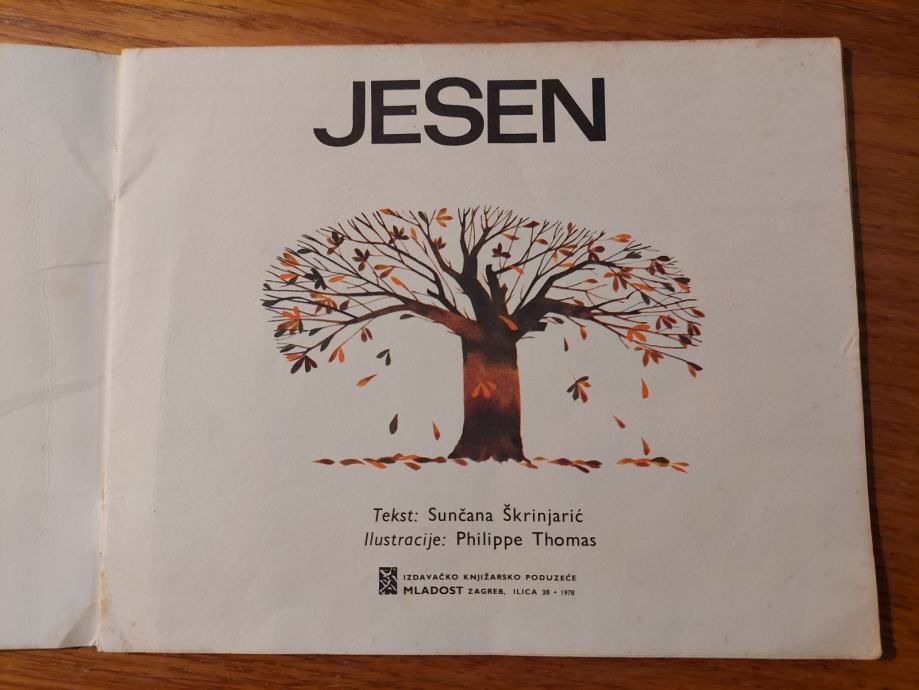 JESEN
Tekst: Sunčana Škrinjarić
Ilustracije: Philippe Thomas
IZDAVAČKO KNJIŽARSKO PODUZEĆE
MLADOST ZAGREB, ILICA 30 • 1978